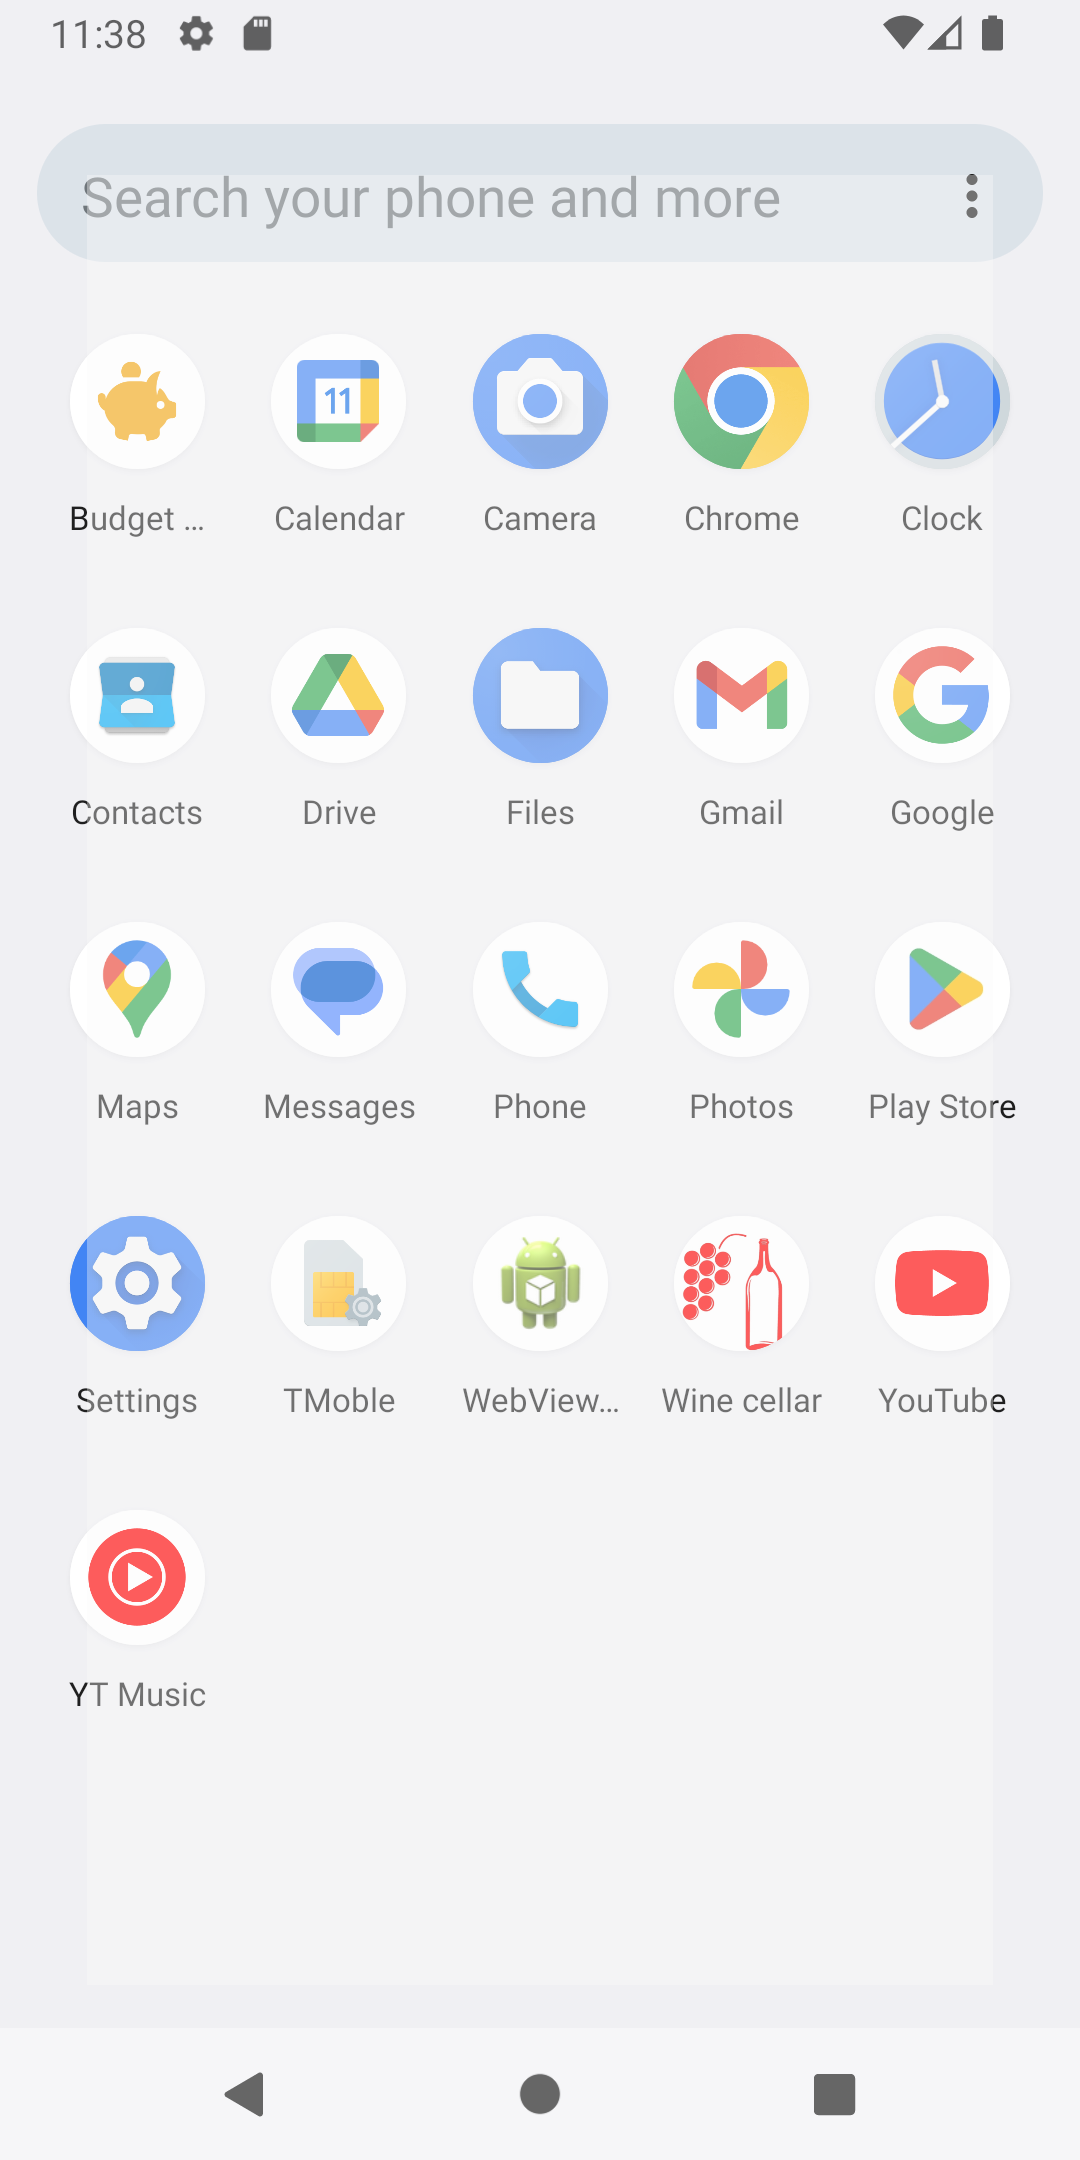 11:38
Search your phone and more
11
Budget ...
Calendar
Camera
Chrome
Clock
Contacts
Drive
Files
Gmail
Google
Maps
Messages
Phone
Photos
Play Store
Settings
TMoble
WebView...
Wine cellar
YouTube
YT Music